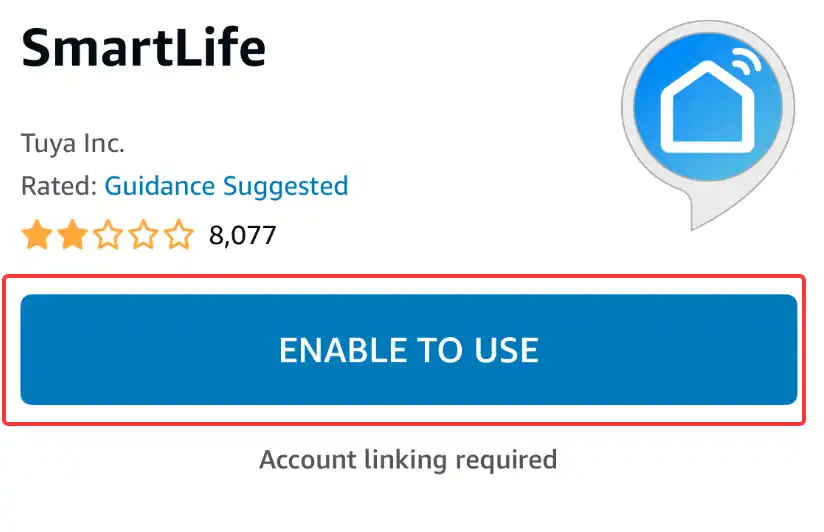 SmartLife
Tuya Inc.
Rated: Guidance Suggested
8,077
ENABLE TO USE
Account linking required